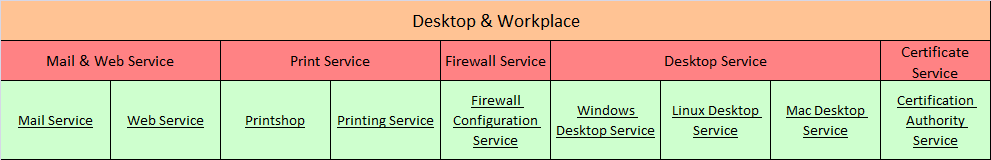 Desktop & Workplace
Mail & Web Service
Print Service
Firewall Service
Desktop Service
Certificate
Service
Mail Service
Web Service
Printshop
Printing Service
Firewall
Configuration
Service
Windows
Desktop Service
Linux Desktop
Service
Mac Desktop
Service
Certification
Authority
Service